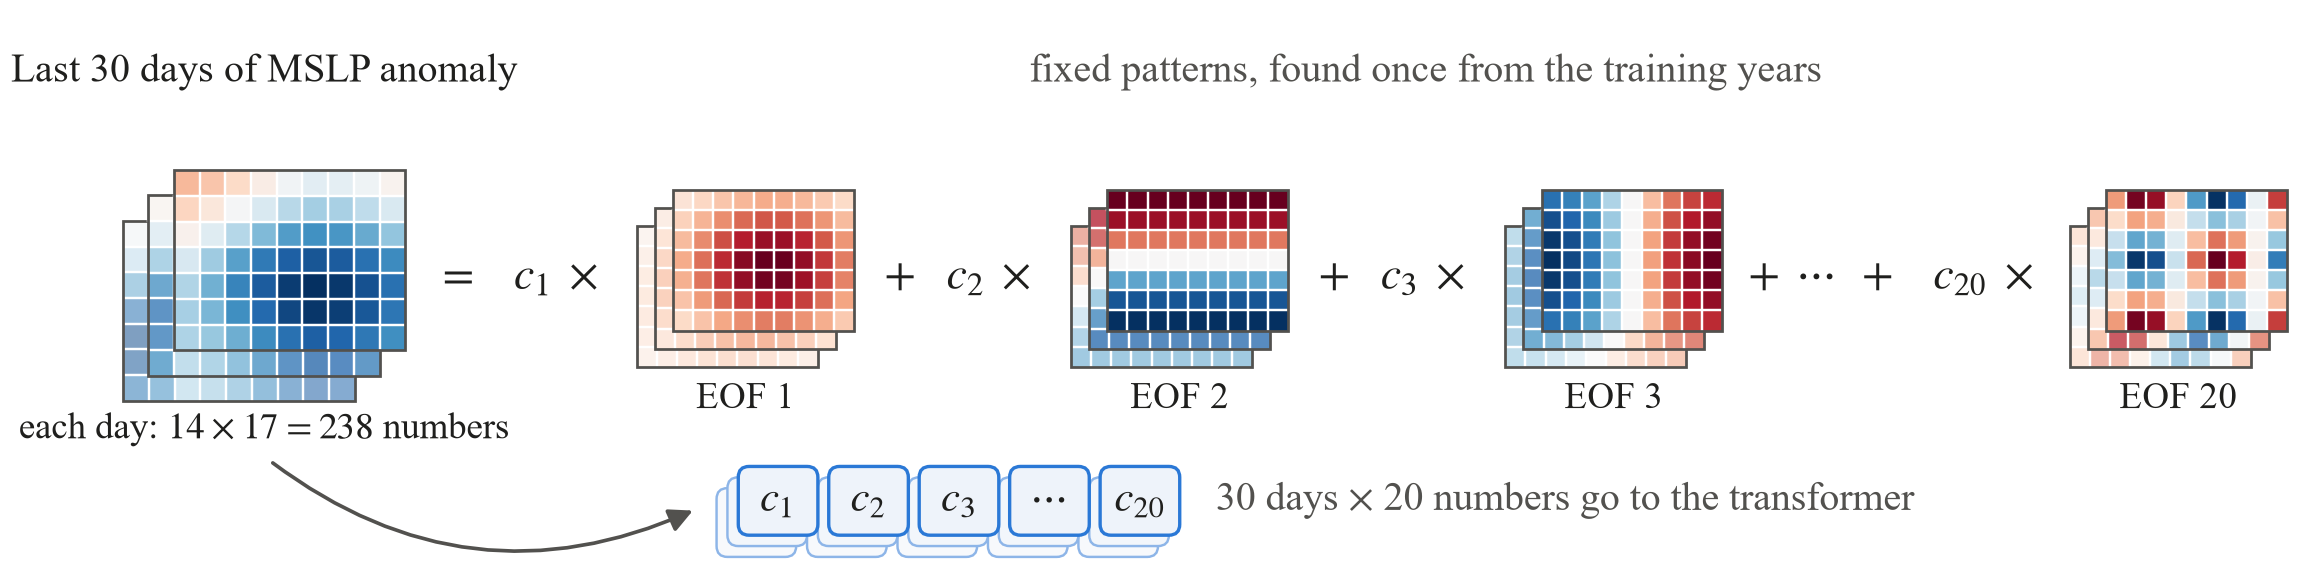 Last 30 days of MSLP anomaly
fixed patterns, found once from the training years
= c₁ × + c₂ × + c₃ × + ⋯ + c₂₀ ×
EOF 1
EOF 2
EOF 3
EOF 20
each day: 14 × 17 = 238 numbers
c₁ c₂ c₃ ⋯ c₂₀
30 days × 20 numbers go to the transformer